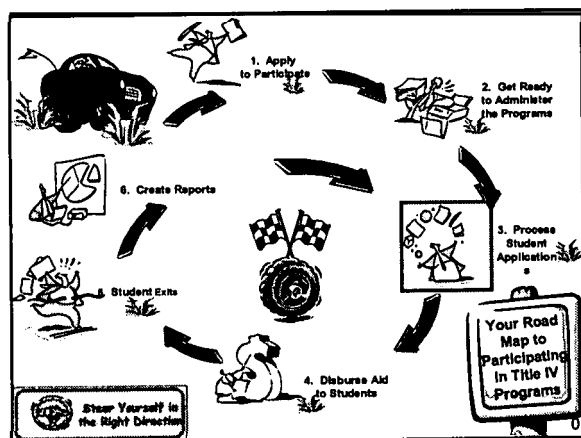 1. Apply
to Participate
2. Get Ready
to Administer
the Programs
3. Process
Student
Application
s
4. Disburse Aid
to Students
5. Student Exits
6. Create Reports
Your Road
Map to
Participating
in Title IV
Programs
Steer Yourself in
the Right Direction